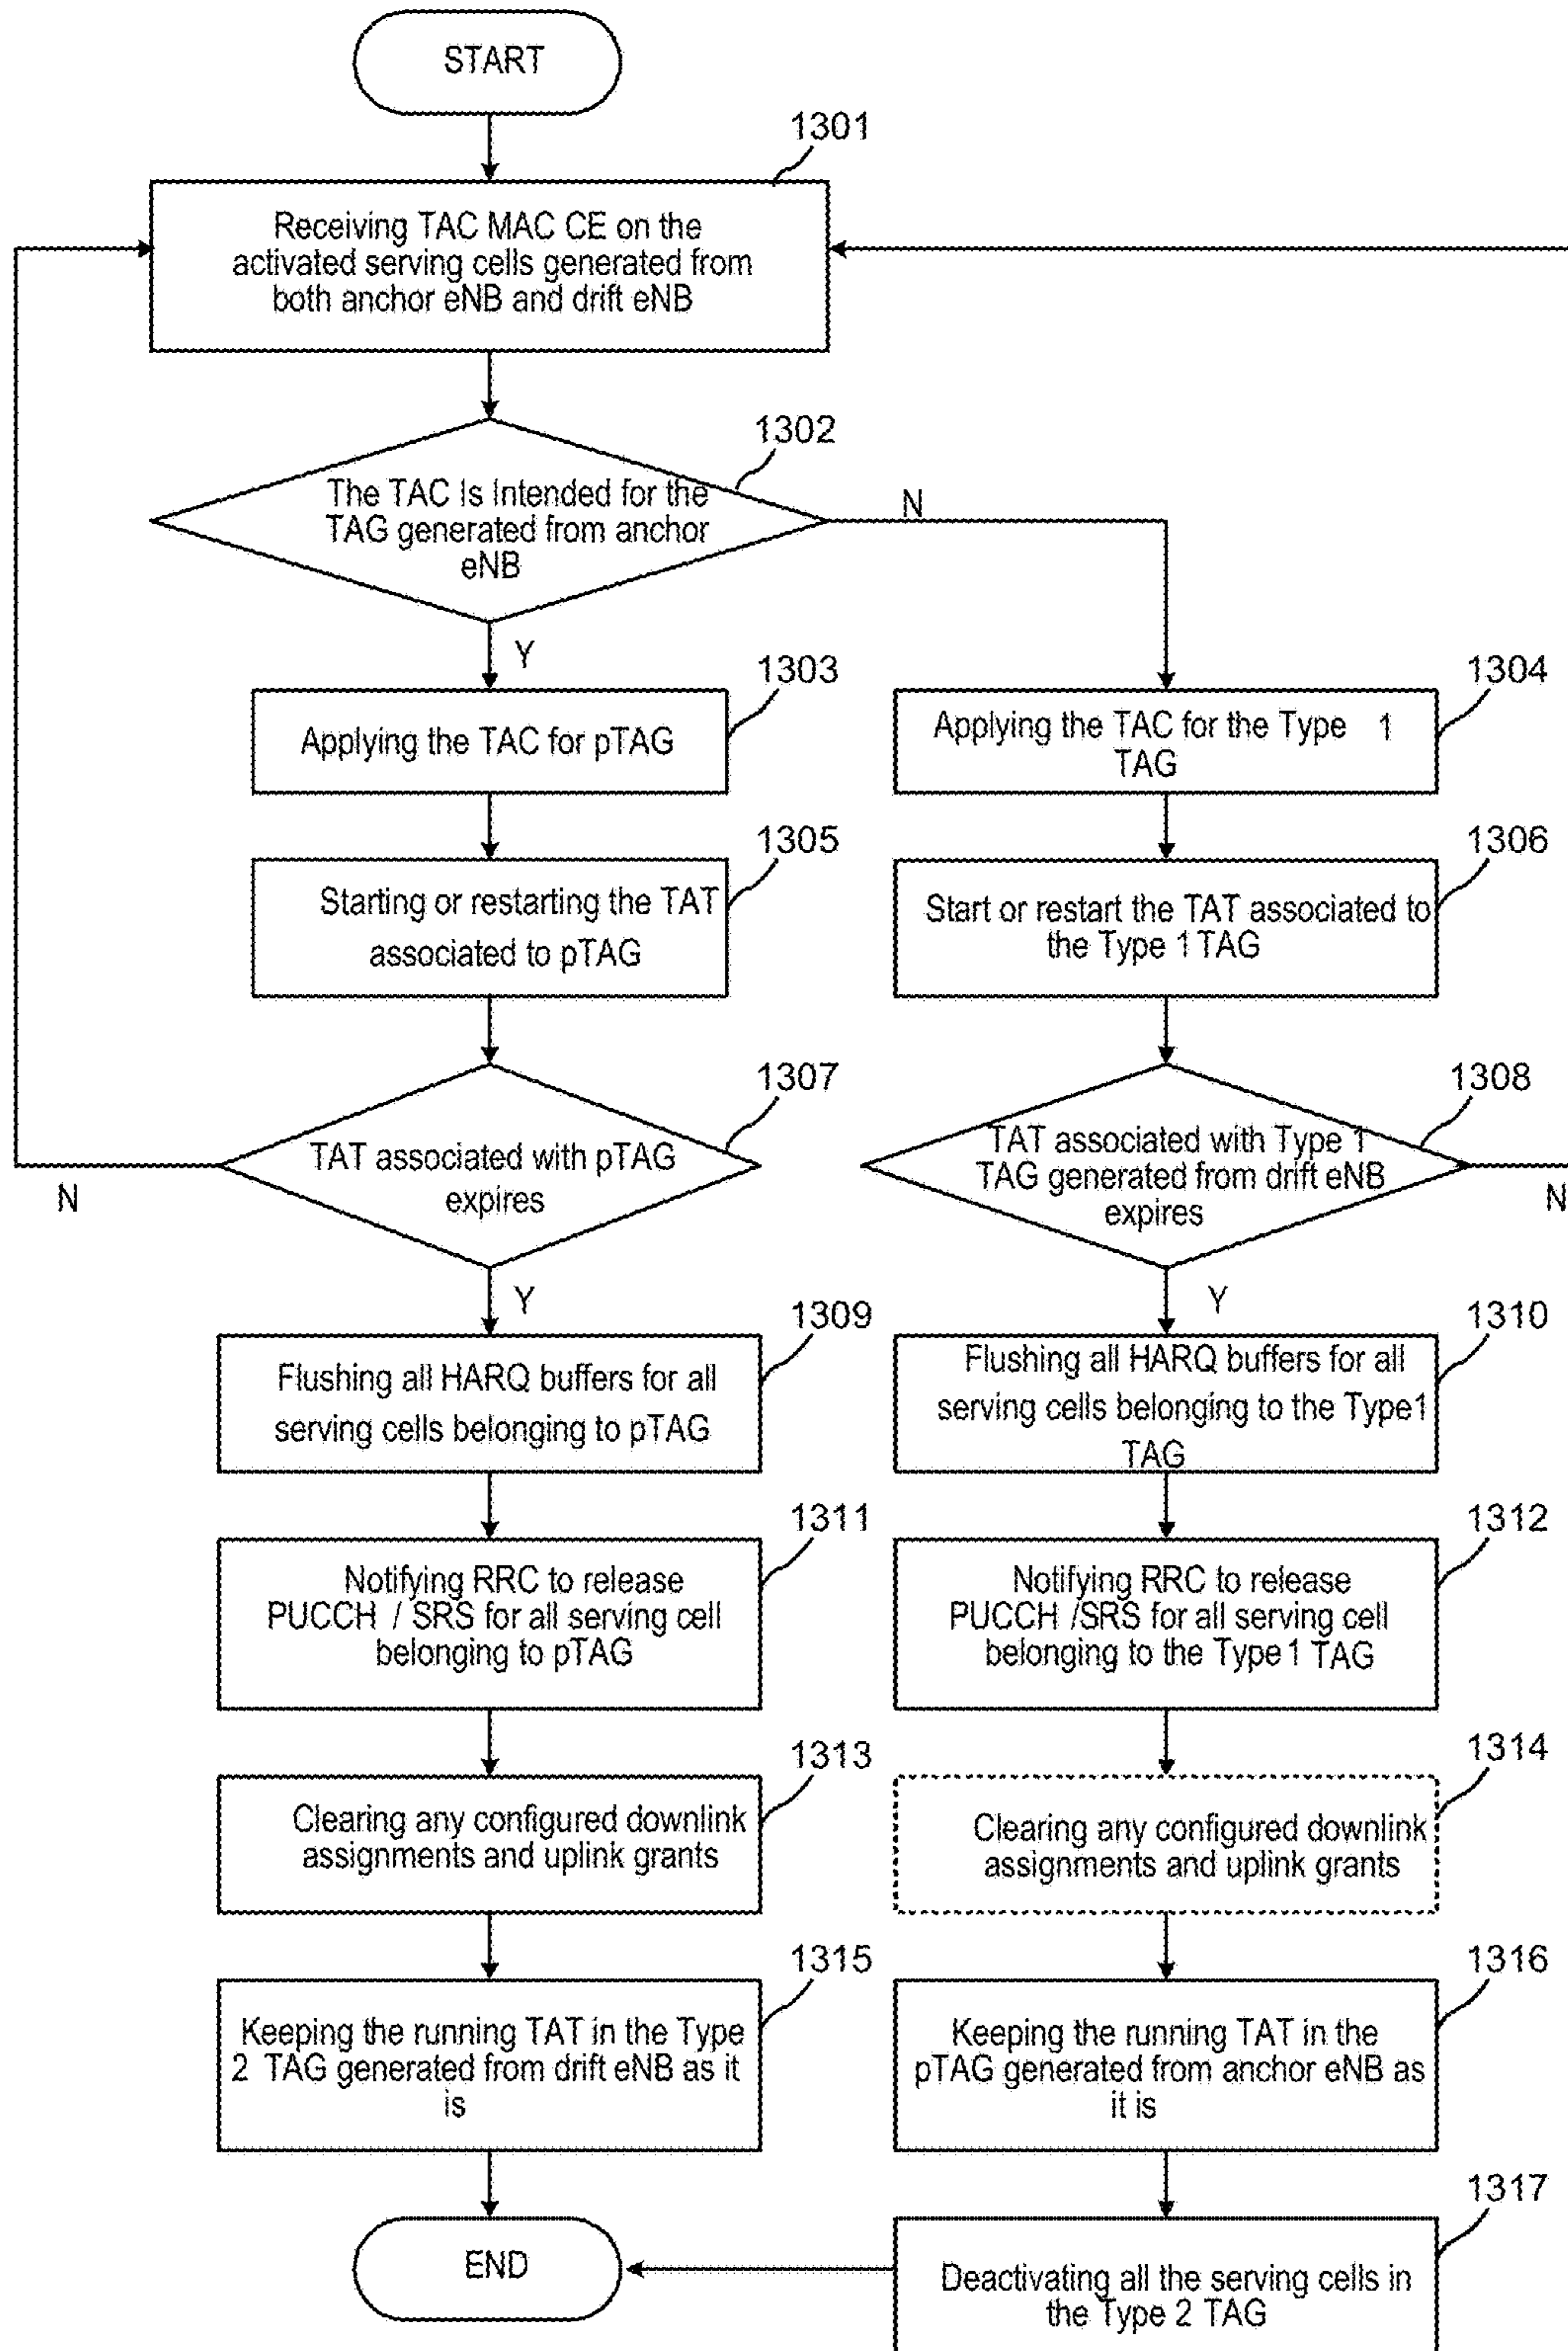 START
1301
Receiving TAC MAC CE on the
activated serving cells generated from
both anchor eNB and drift eNB
1302
The TAC Is Intended for the
TAG generated from anchor
eNB
N
Y
1303
Applying the TAC for pTAG
1304
Applying the TAC for the Type 1
TAG
1305
Starting or restarting the TAT
associated to pTAG
1306
Start or restart the TAT associated to
the Type 1 TAG
1307
TAT associated with pTAG
expires
N
1308
TAT associated with Type 1
TAG generated from drift eNB
expires
N
Y
Y
1309
Flushing all HARQ buffers for all
serving cells belonging to pTAG
1310
Flushing all HARQ buffers for all
serving cells belonging to the Type1
TAG
1311
Notifying RRC to release
PUCCH / SRS for all serving cell
belonging to pTAG
1312
Notifying RRC to release
PUCCH /SRS for all serving cell
belonging to the Type 1 TAG
1313
Clearing any configured downlink
assignments and uplink grants
1314
Clearing any configured downlink
assignments and uplink grants
1315
Keeping the running TAT in the Type
2 TAG generated from drift eNB as it
is
1316
Keeping the running TAT in the
pTAG generated from anchor eNB as
it is
1317
Deactivating all the serving cells in
the Type 2 TAG
END